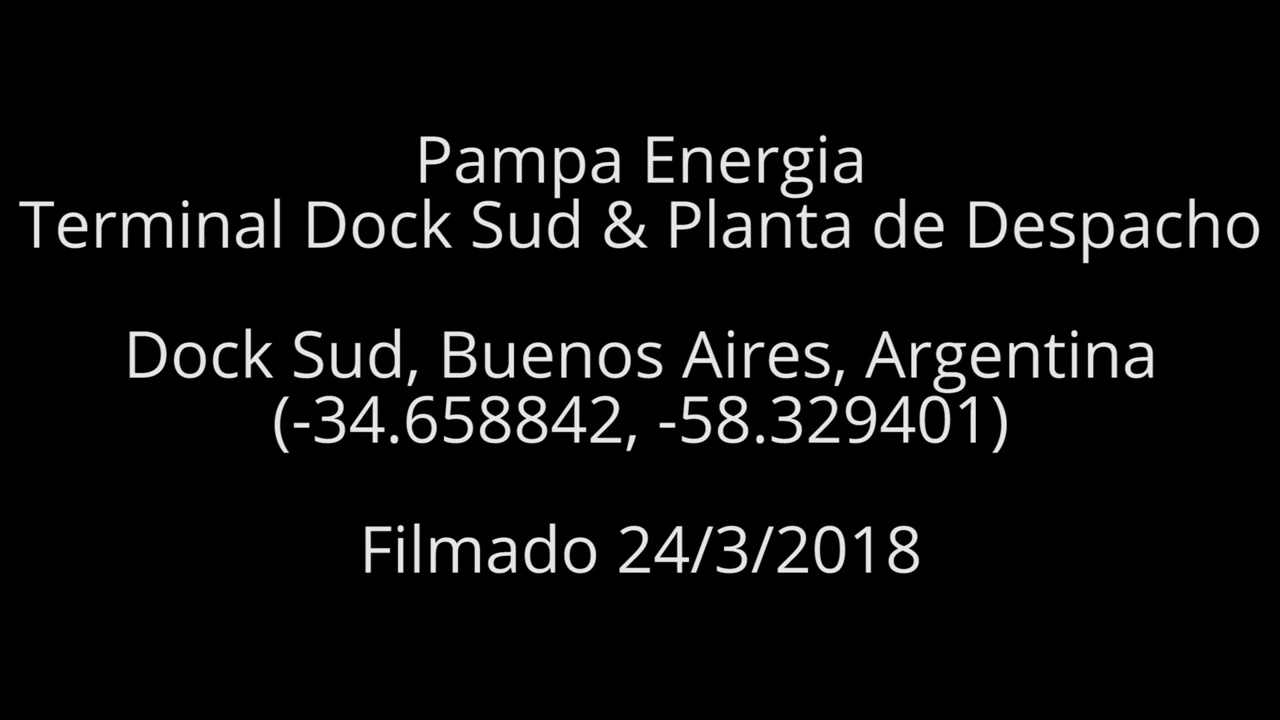 Pampa Energia
Terminal Dock Sud & Planta de Despacho
Dock Sud, Buenos Aires, Argentina
(-34.658842, -58.329401)
Filmado 24/3/2018